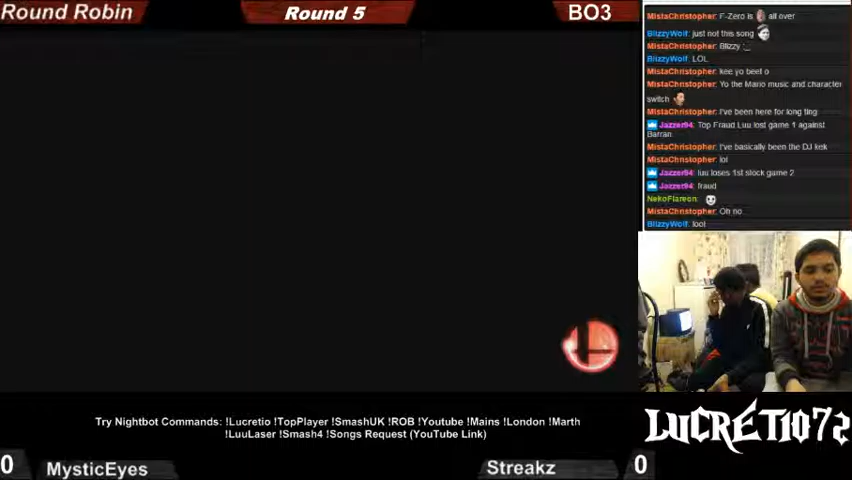 Round Robin
Round 5
BO3
MistaChristopher: F-Zero is all over
BlizzyWolf: just not this song
MistaChristopher: Blizzy
BlizzyWolf: LOL
MistaChristopher: kee yo beet o
MistaChristopher: Yo the Mario music and character
switch
MistaChristopher: I've been here for long ting
Jazzer94: Top Fraud Luu lost game 1 against
Barran
MistaChristopher: I've basically been the DJ kek
MistaChristopher: lol
Jazzer94: luu loses 1st stock game 2
Jazzer94: fraud
NekoFlareon:
MistaChristopher: Oh no
BlizzyWolf: lool
Try Nightbot Commands: !Lucretio !TopPlayer !SmashUK !ROB !Youtube !Mains !London !Marth
!LuuLaser !Smash4 !Songs Request (YouTube Link)
LUCRÉTIO72
0 MysticEyes
Streakz 0